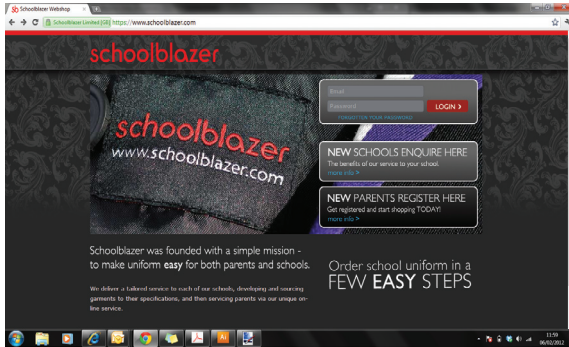 Schoolblazer Webshop
Schoolblazer Limited [GB] https://www.schoolblazer.com
schoolblazer
Email
Password
LOGIN >
FORGOTTEN YOUR PASSWORD?
schoolblazer
www.schoolblazer.com
NEW SCHOOLS ENQUIRE HERE
The benefits of our service to your school.
more info >
NEW PARENTS REGISTER HERE
Get registered and start shopping TODAY!
more info >
Schoolblazer was founded with a simple mission -
to make uniform easy for both parents and schools.
We deliver a tailored service to each of our schools, developing and sourcing
garments to their specifications, and then servicing parents via our unique on-
line service.
Order school uniform in a
FEW EASY STEPS
11:59
06/02/2012